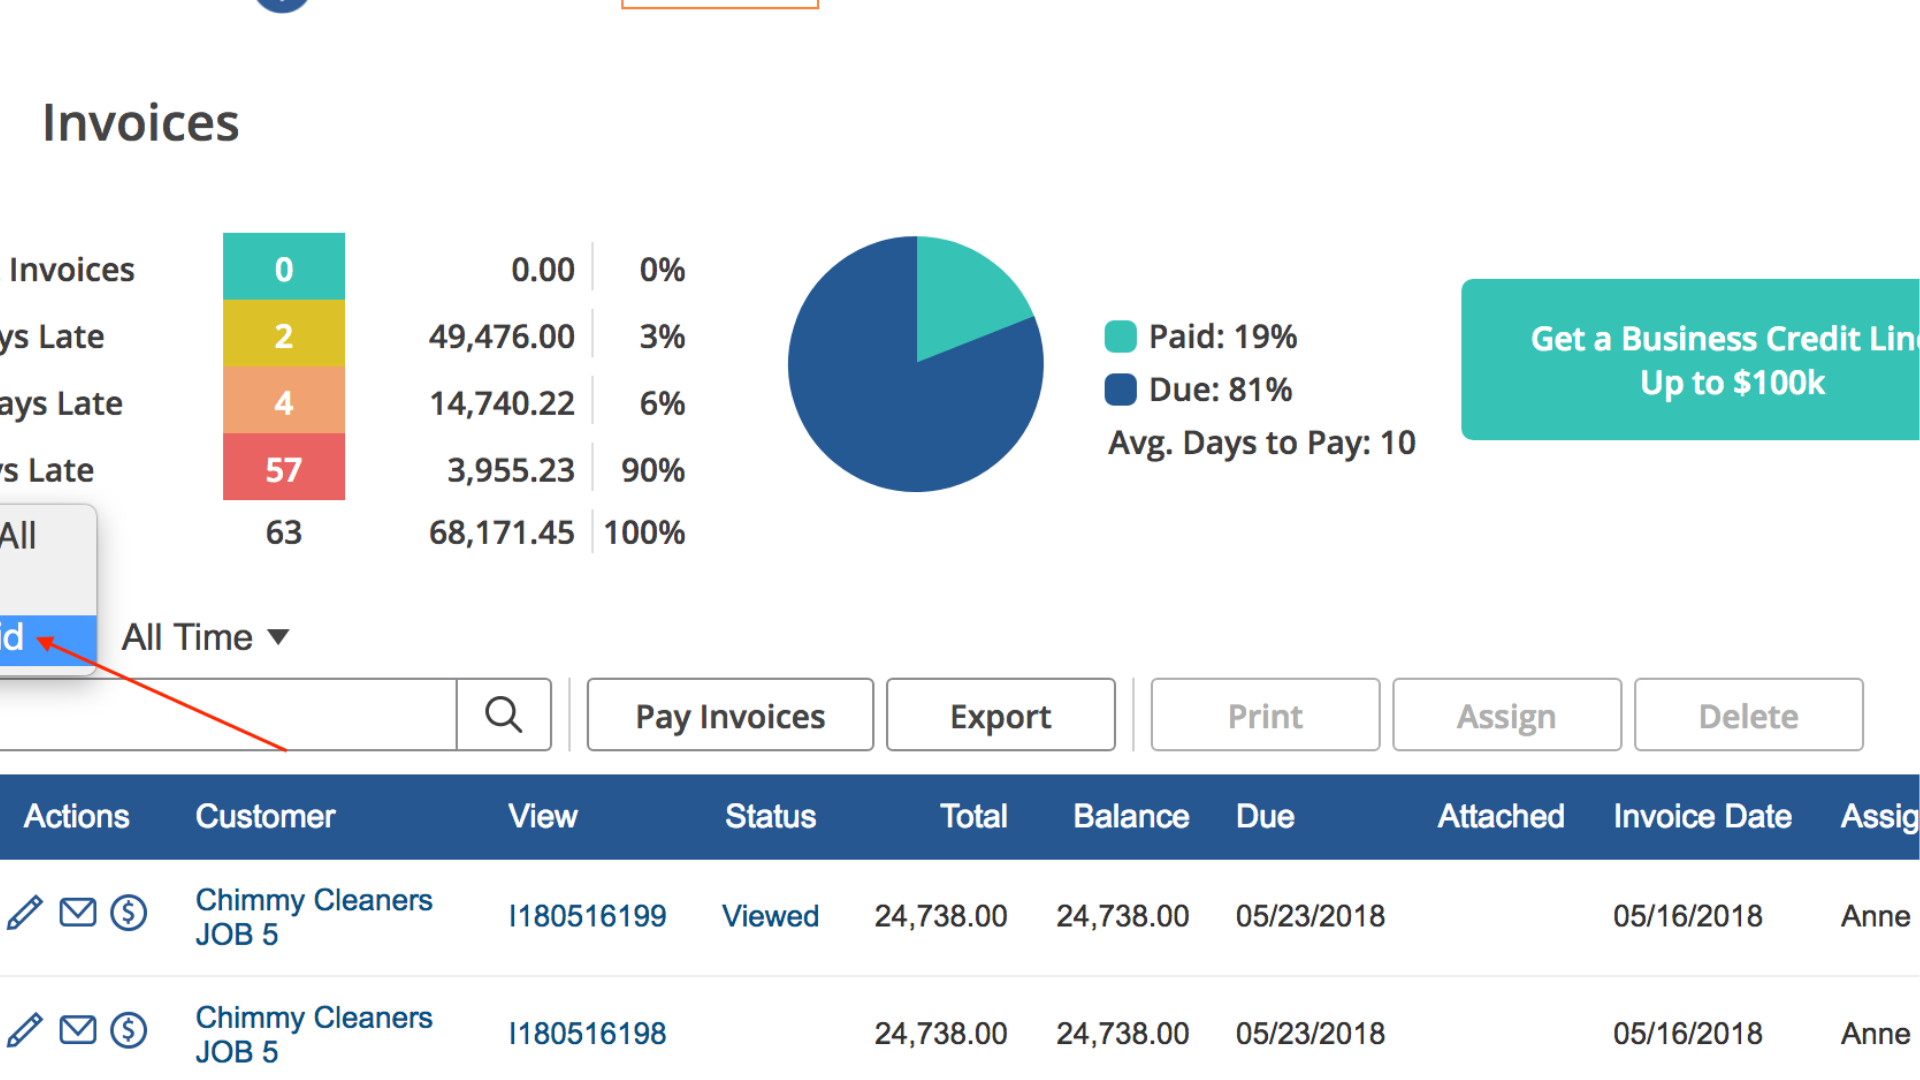 Invoices
Invoices 0 0.00 0%
ys Late 2 49,476.00 3%
ays Late 4 14,740.22 6%
s Late 57 3,955.23 90%
63 68,171.45 100%
Paid: 19%
Due: 81%
Avg. Days to Pay: 10
Get a Business Credit Line
Up to $100k
All
id
All Time
Pay Invoices Export Print Assign Delete
Actions Customer View Status Total Balance Due Attached Invoice Date Assig
Chimmy Cleaners
JOB 5 I180516199 Viewed 24,738.00 24,738.00 05/23/2018 05/16/2018 Anne
Chimmy Cleaners
JOB 5 I180516198 24,738.00 24,738.00 05/23/2018 05/16/2018 Anne